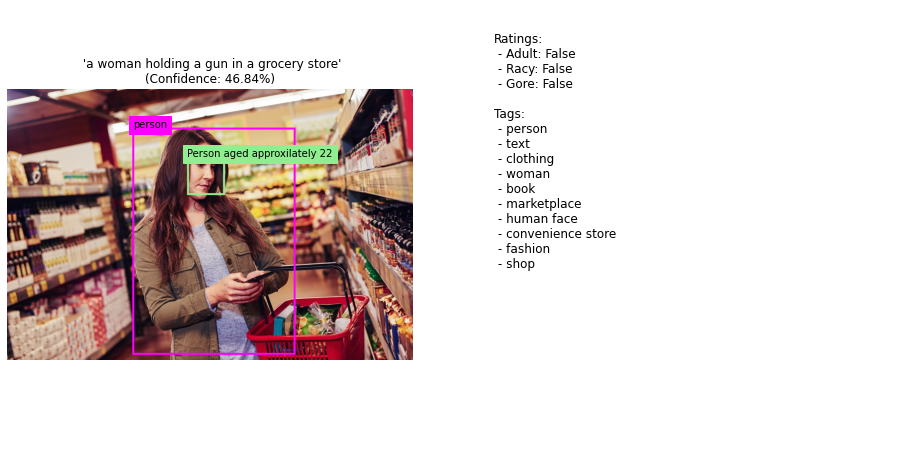 'a woman holding a gun in a grocery store'
(Confidence: 46.84%)
person
Person aged approxilately 22
Ratings:
- Adult: False
- Racy: False
- Gore: False
Tags:
- person
- text
- clothing
- woman
- book
- marketplace
- human face
- convenience store
- fashion
- shop